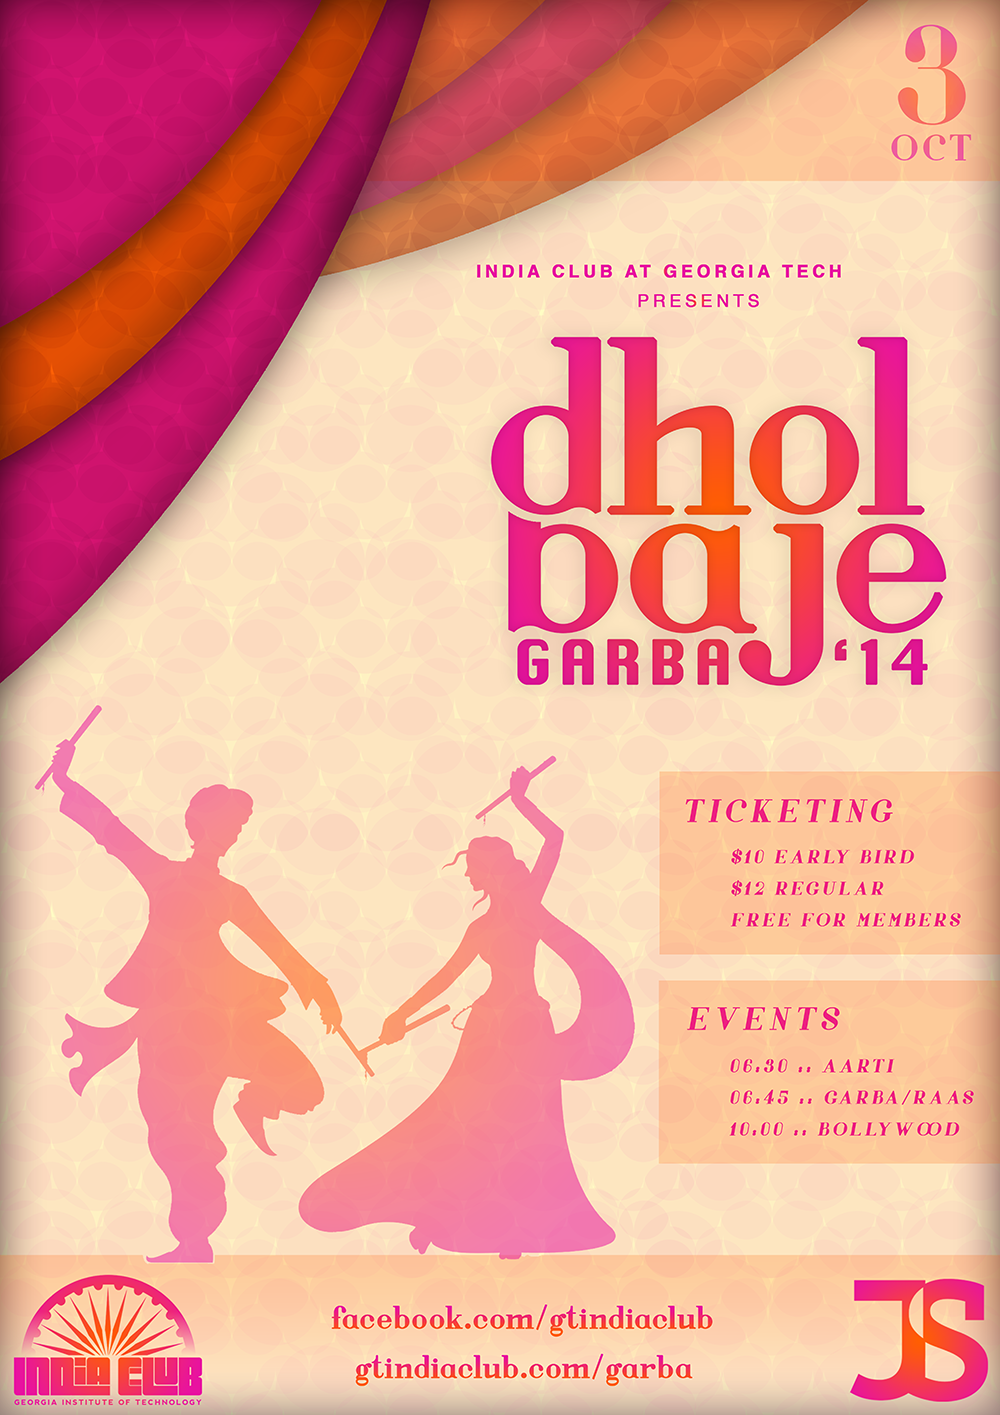 3
OCT
INDIA CLUB AT GEORGIA TECH
PRESENTS
dhol
baje
GARBA '14
TICKETING
$10 EARLY BIRD
$12 REGULAR
FREE FOR MEMBERS
EVENTS
06.30 .. AARTI
06.45 .. GARBA/RAAS
10.00 .. BOLLYWOOD
facebook.com/gtindiaclub
gtindiaclub.com/garba
INDIA CLUB
GEORGIA INSTITUTE OF TECHNOLOGY
JS